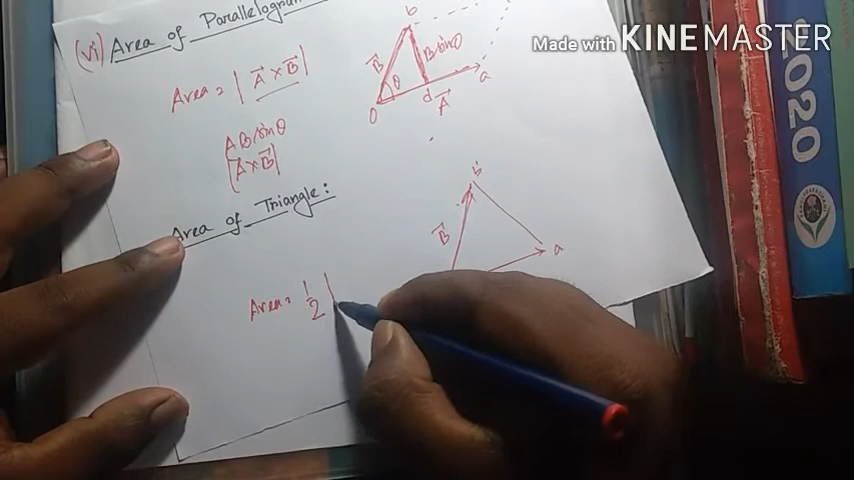 Made with KINEMASTER
(vi) Area of Parallelogram
Area = | A⃗ × B⃗ |
AB sinθ
|A⃗ × B⃗|
b
B⃗
B sinθ
θ
o
d
a
A⃗
Area of Triangle:
b
B⃗
a
Area = 1/2 |
2020